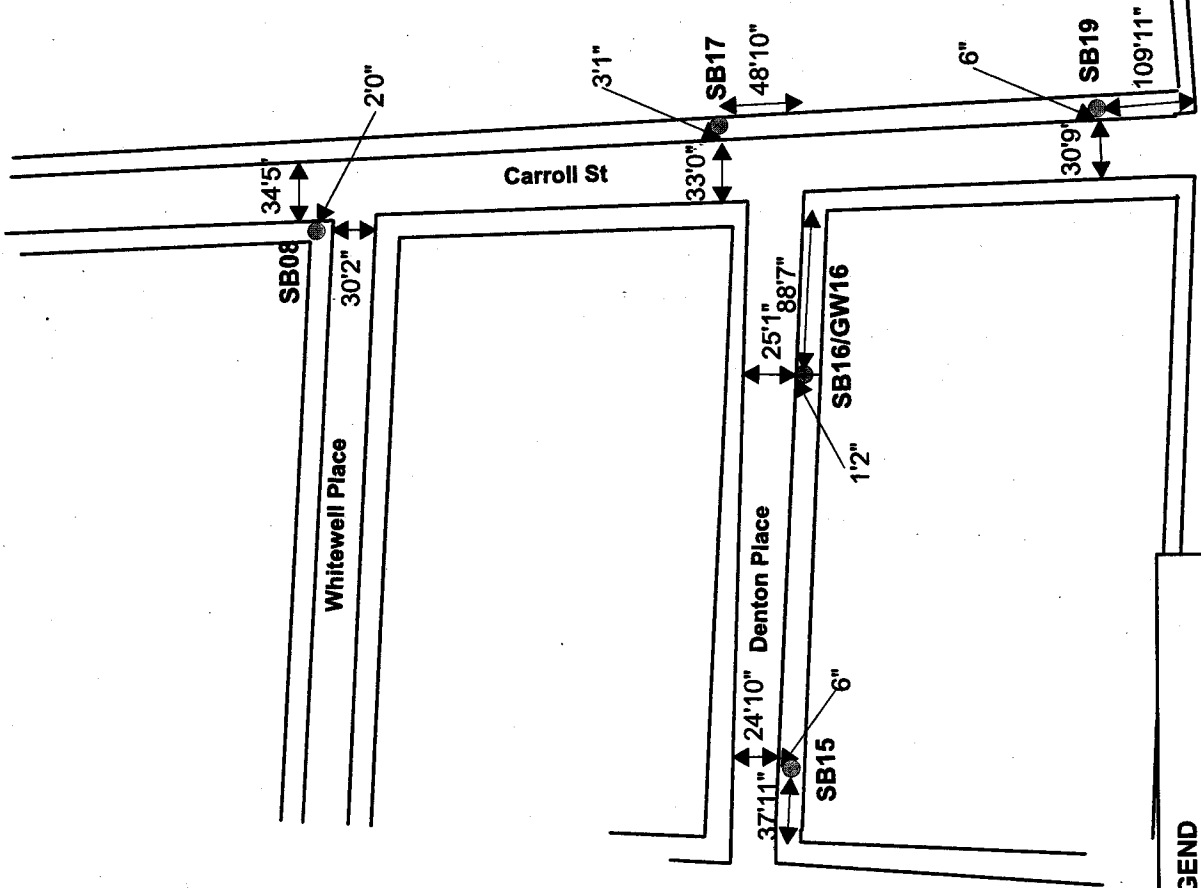 2'0"
34'5"
SB08
30'2"
Whitewell Place
Carroll St
3'1"
SB17
48'10"
33'0"
6"
SB19
109'11"
30'9"
25'1"
88'7"
SB16/GW16
1'2"
Denton Place
24'10"
6"
37'11"
SB15
GEND